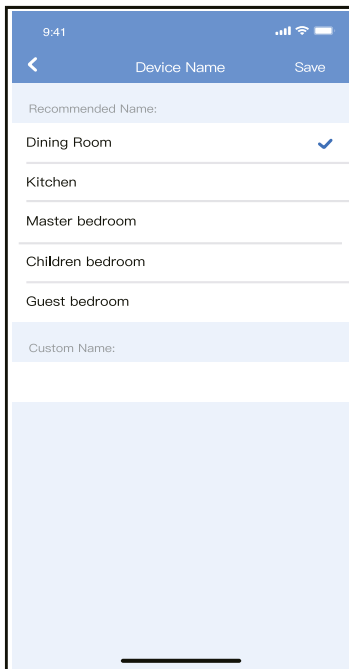 9:41
Device Name
Save
Recommended Name:
Dining Room
Kitchen
Master bedroom
Children bedroom
Guest bedroom
Custom Name: